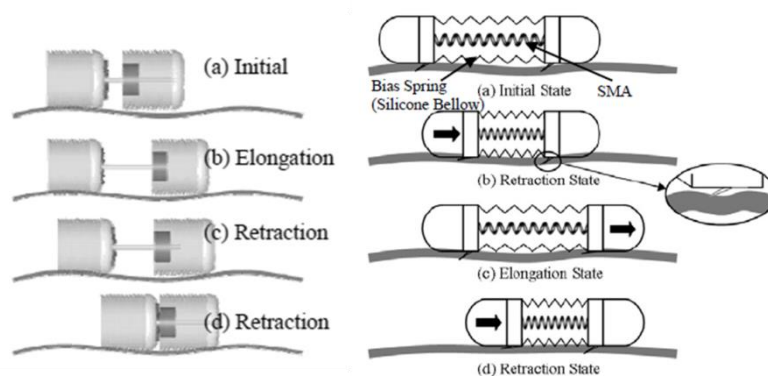 (a) Initial
(b) Elongation
(c) Retraction
(d) Retraction
Bias Spring
(Silicone Bellow)
(a) Initial State
SMA
(b) Retraction State
(c) Elongation State
(d) Retraction State